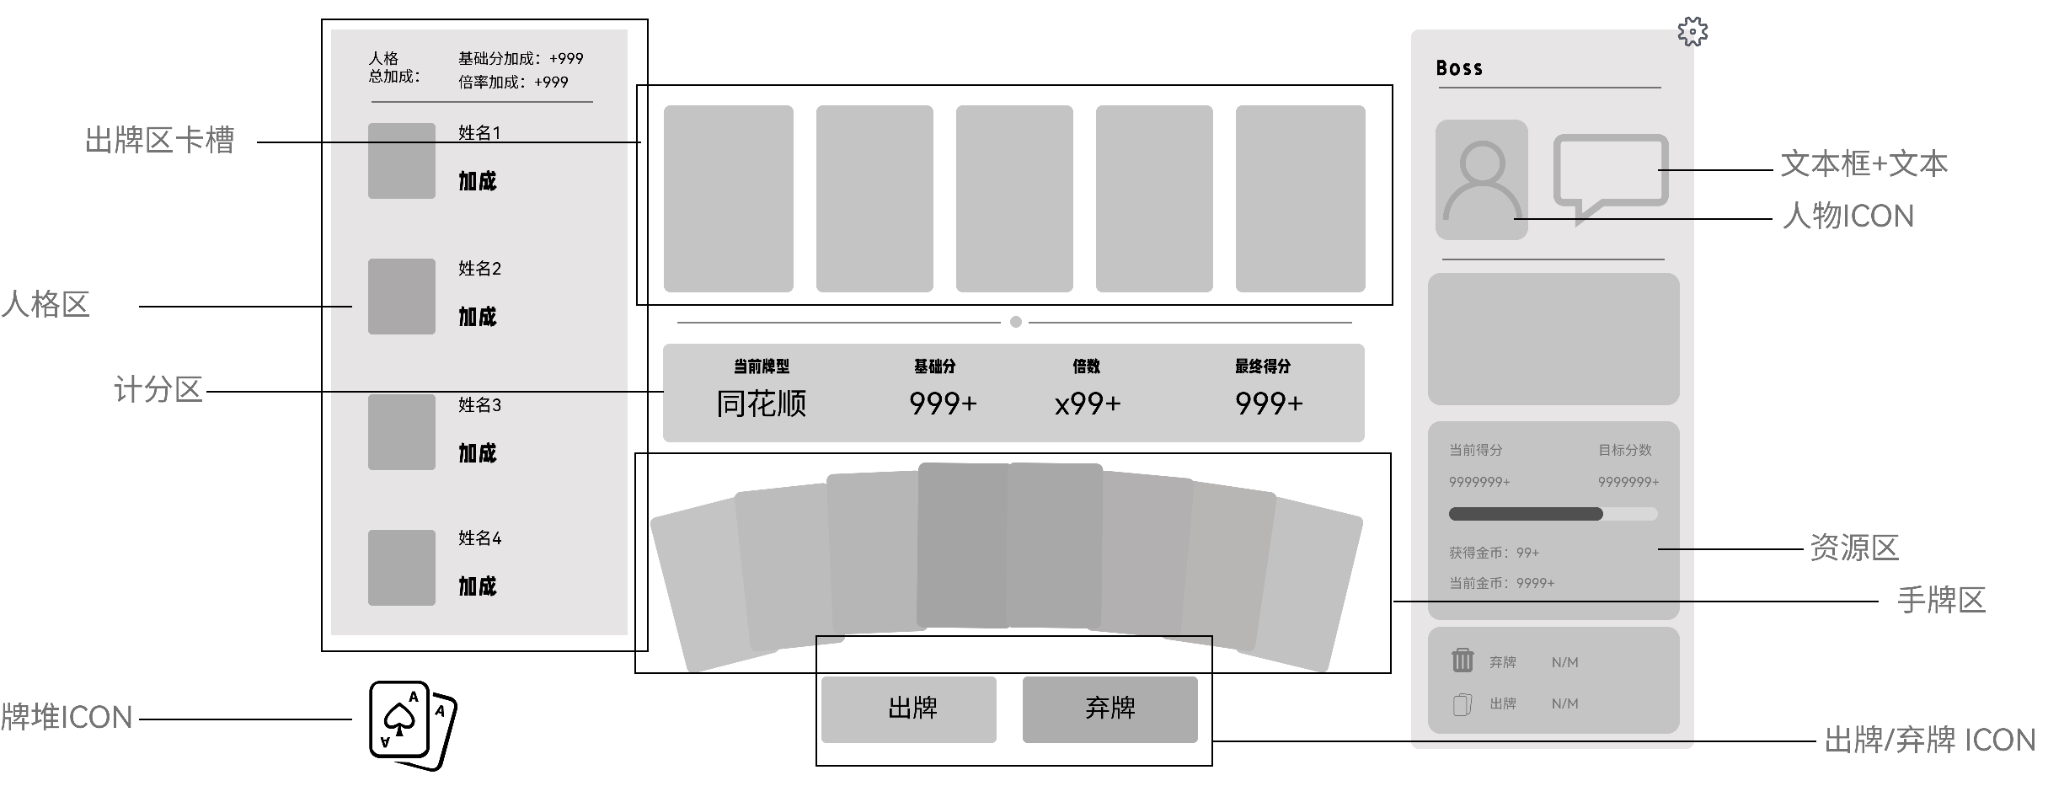 人格
总加成：
基础分加成：+999
倍率加成：+999
姓名1
加成
姓名2
加成
姓名3
加成
姓名4
加成
出牌区卡槽
人格区
计分区
牌堆ICON
A
A
A
当前牌型
基础分
倍数
最终得分
同花顺
999+
x99+
999+
出牌
弃牌
Boss
当前得分
目标分数
9999999+
9999999+
获得金币：99+
当前金币：9999+
弃牌
N/M
出牌
N/M
文本框+文本
人物ICON
资源区
手牌区
出牌/弃牌 ICON